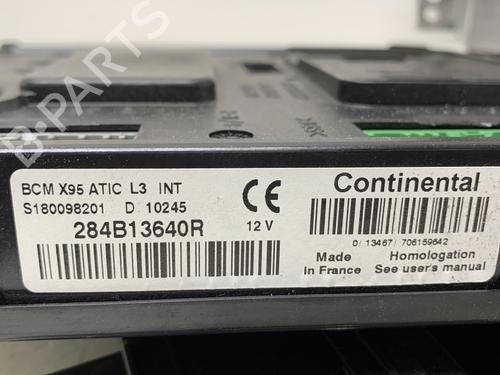 BCM X95 ATIC L3 INT
S180098201 D 10245
284B13640R
12 V
CE
Continental
0/13467/706159642
Made in France
Homologation
See user's manual
B-PARTS